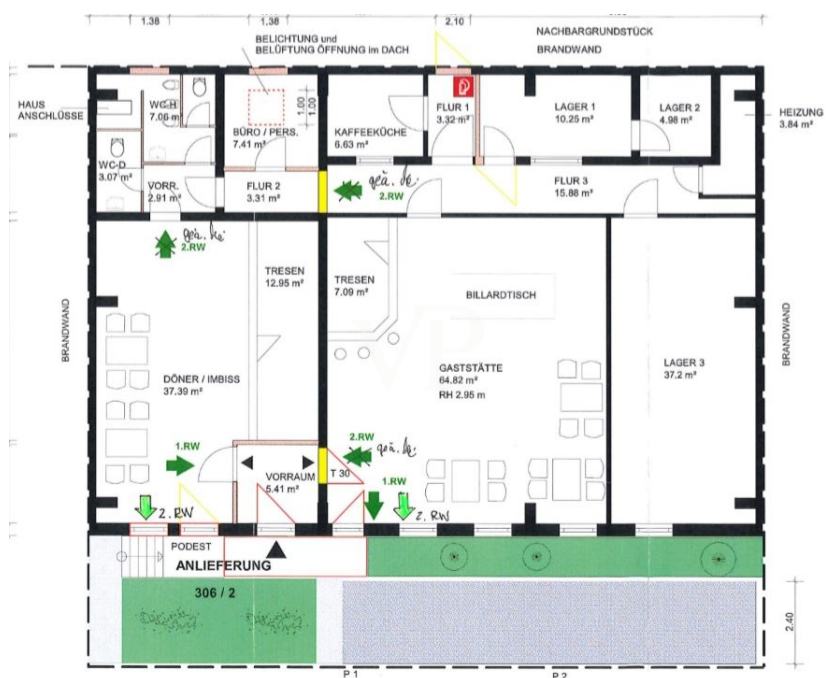 1.38
1.38
2.10
BELICHTUNG und
BELÜFTUNG ÖFFNUNG im DACH
NACHBARGRUNDSTÜCK
BRANDWAND
HAUS
ANSCHLÜSSE
WC-H
7.06 m²
1.00
1.00
BÜRO / PERS.
7.41 m²
KAFFEEKÜCHE
6.63 m²
FLUR 1
3.32 m²
LAGER 1
10.25 m²
LAGER 2
4.98 m²
HEIZUNG
3.84 m²
WC-D
3.07 m²
VORR.
2.91 m²
FLUR 2
3.31 m²
2.RW
FLUR 3
15.88 m²
2.RW
TRESEN
12.95 m²
TRESEN
7.09 m²
BILLARDTISCH
BRANDWAND
BRANDWAND
VP
DÖNER / IMBISS
37.39 m²
GASTSTÄTTE
64.82 m²
RH 2.95 m
LAGER 3
37.2 m²
1.RW
2.RW
VORRAUM
5.41 m²
T 30
1.RW
2. RW
2. RW
PODEST
ANLIEFERUNG
306 / 2
2.40
P 1
P 2